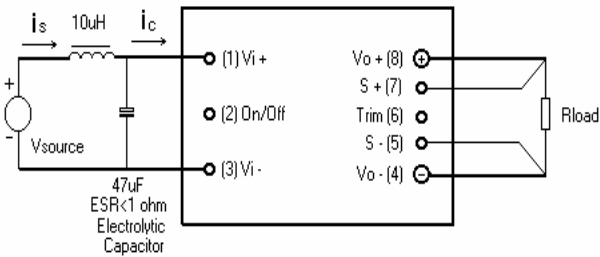 is
10uH
ic
+
-
Vsource
47uF
ESR<1 ohm
Electrolytic
Capacitor
(1) Vi +
(2) On/Off
(3) Vi -
Vo + (8)
S + (7)
Trim (6)
S - (5)
Vo - (4)
+
−
Rload